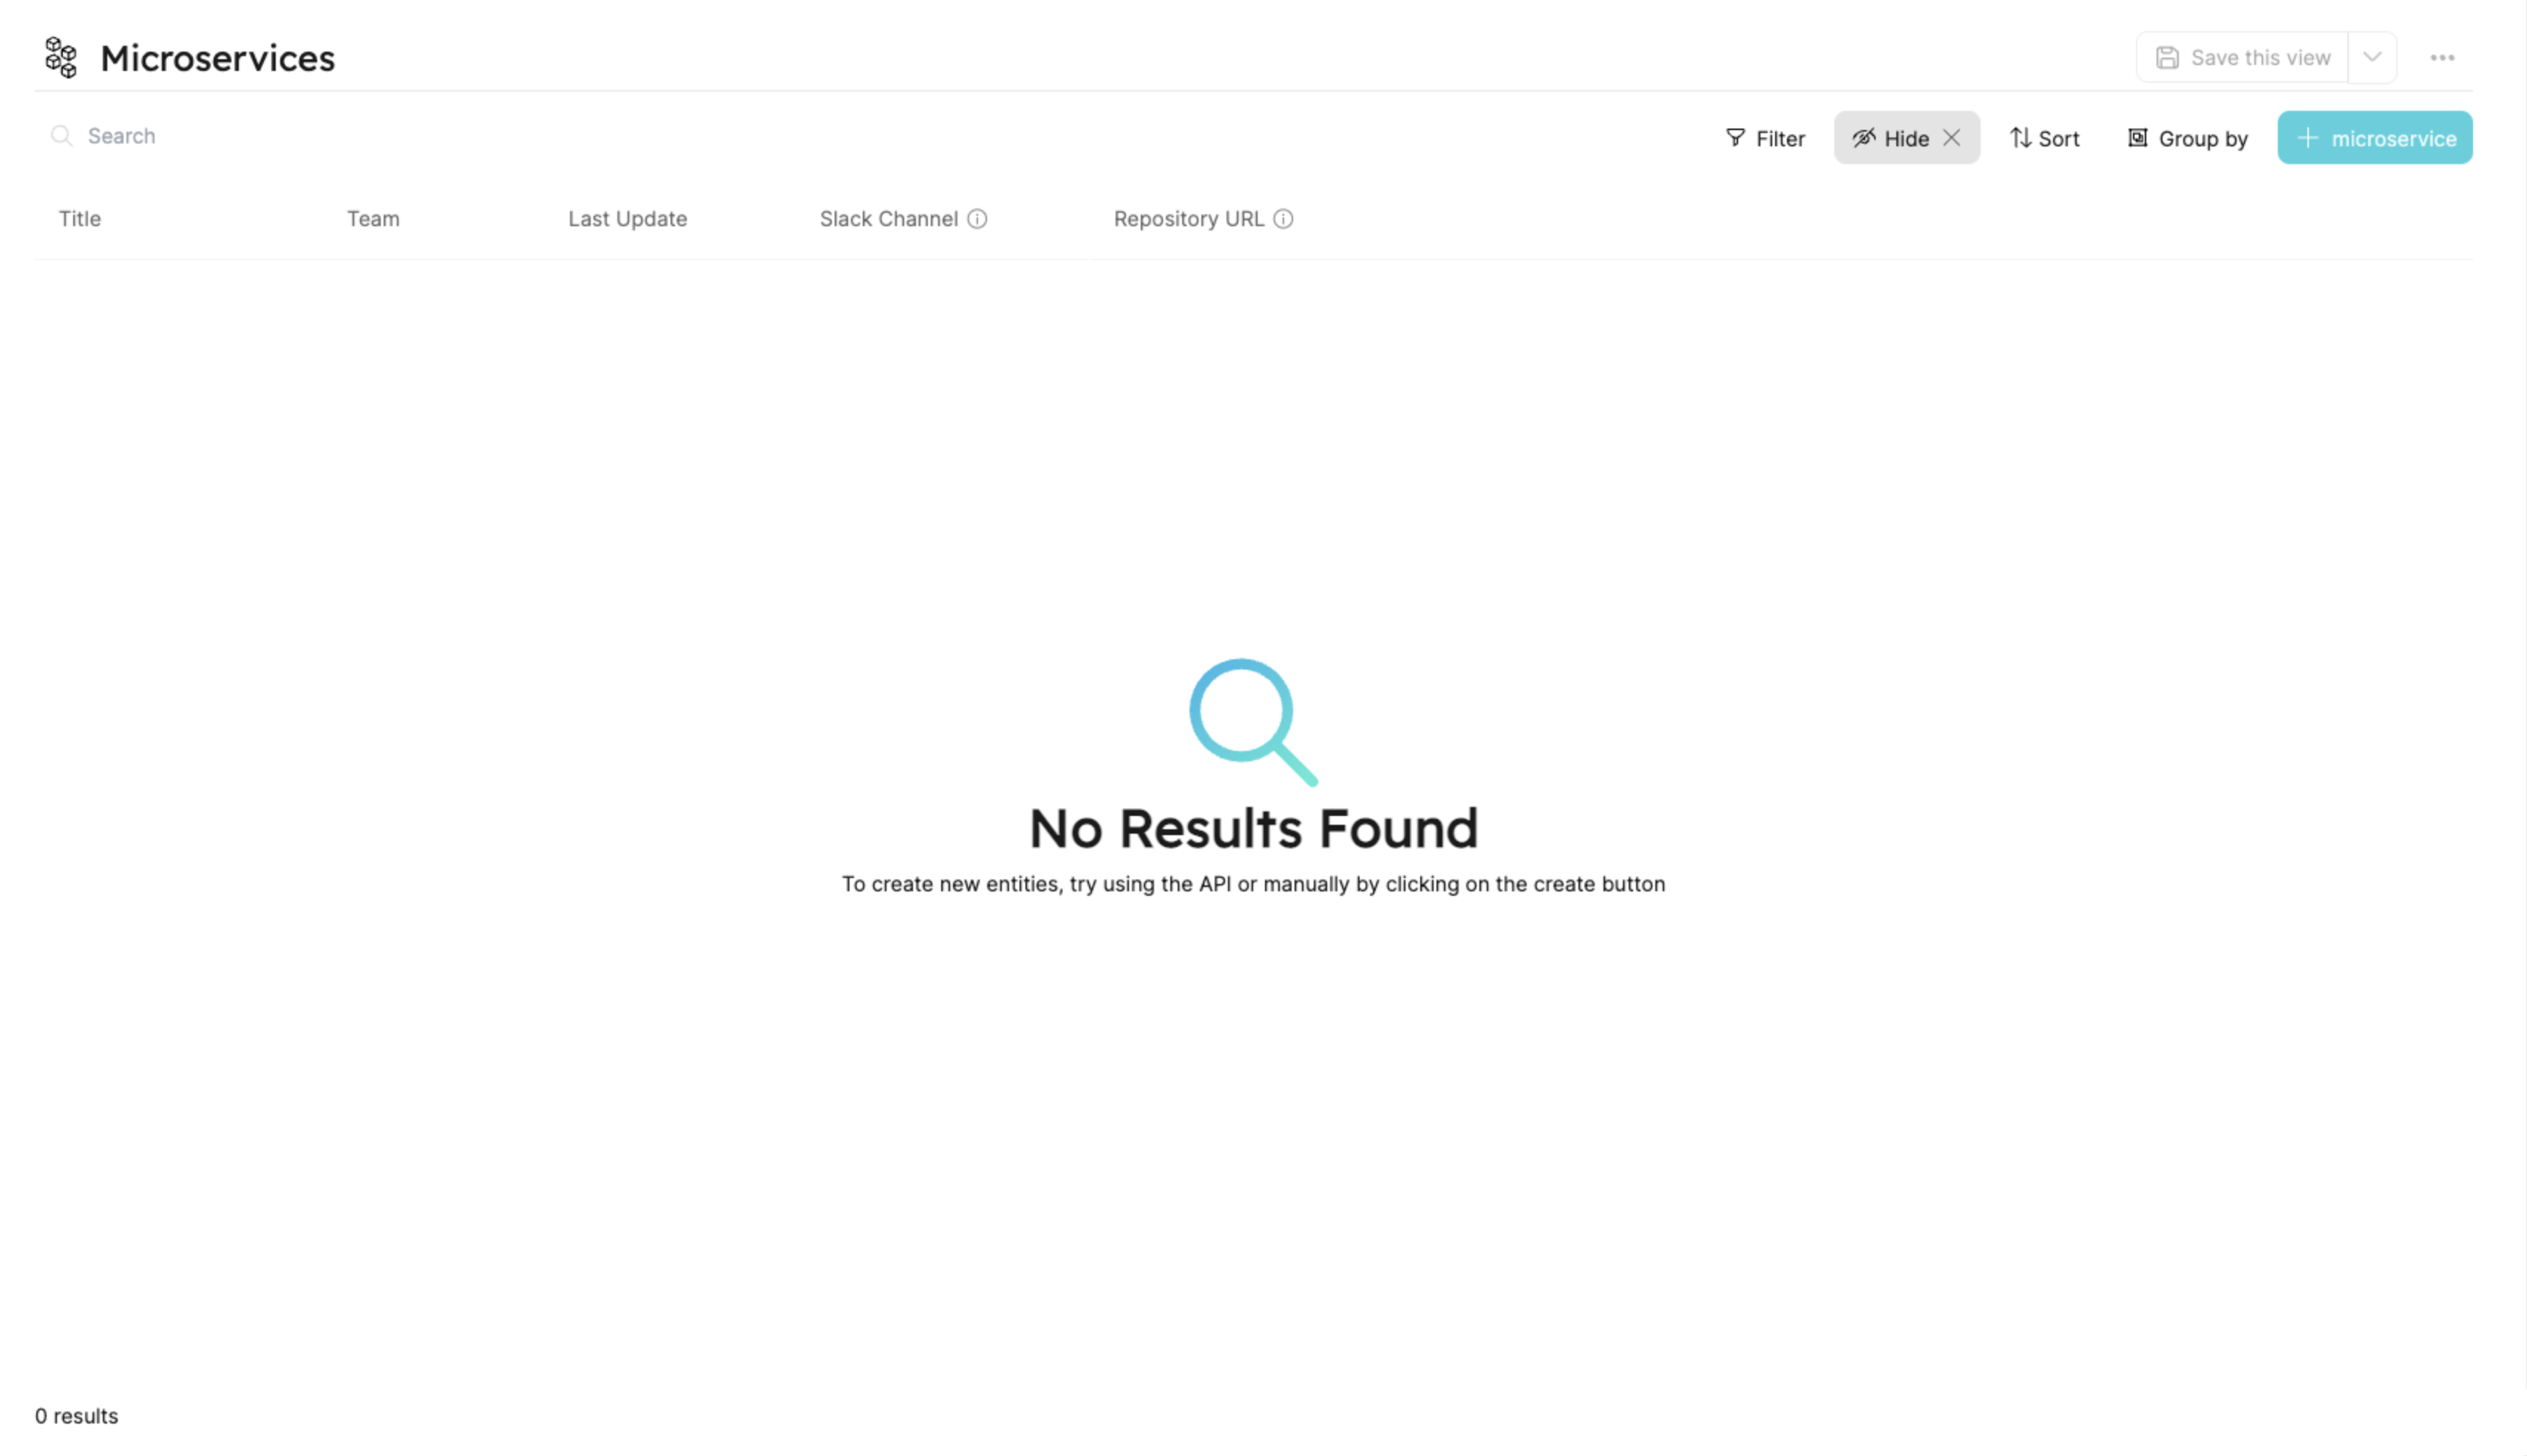 Microservices
Save this view
Search
Filter
Hide
Sort
Group by
microservice
Title
Team
Last Update
Slack Channel
Repository URL
No Results Found
To create new entities, try using the API or manually by clicking on the create button
0 results